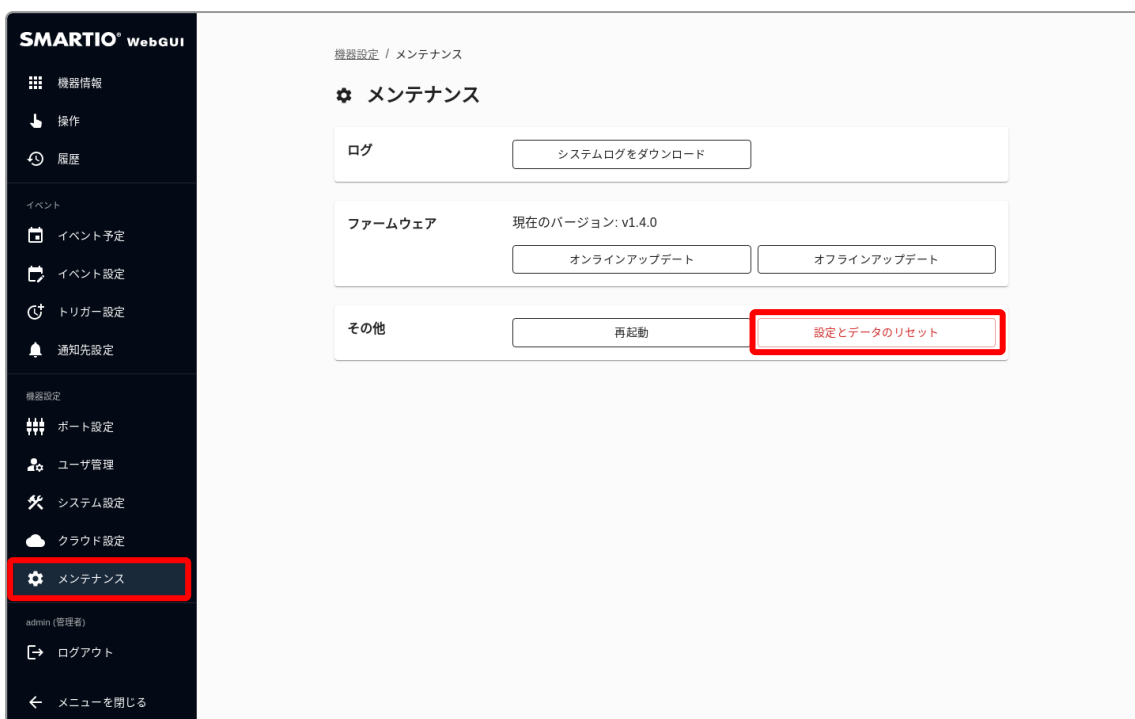 SMARTIO® WebGUI
機器情報
操作
履歴
イベント
イベント予定
イベント設定
トリガー設定
通知先設定
機器設定
ポート設定
ユーザ管理
システム設定
クラウド設定
メンテナンス
admin (管理者)
ログアウト
メニューを閉じる
機器設定 / メンテナンス
メンテナンス
ログ
システムログをダウンロード
ファームウェア
現在のバージョン: v1.4.0
オンラインアップデート
オフラインアップデート
その他
再起動
設定とデータのリセット